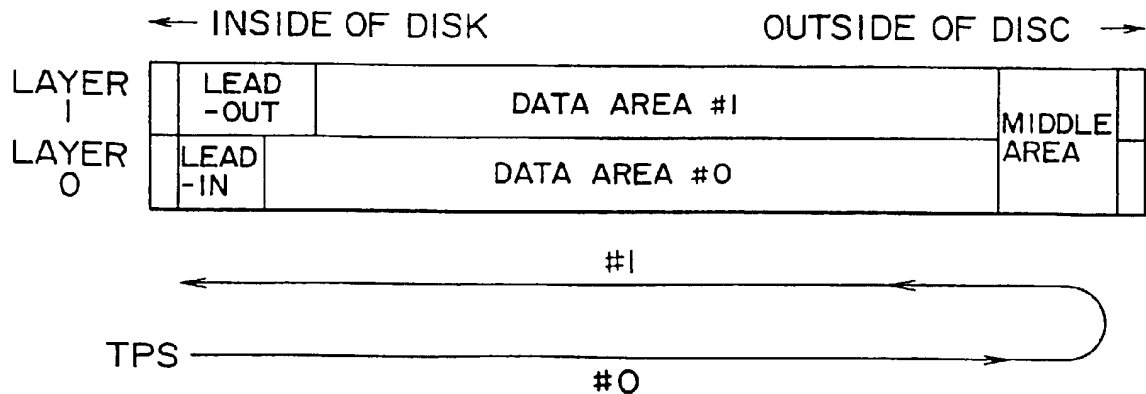 ← INSIDE OF DISK
OUTSIDE OF DISC →
LAYER
1
LEAD
-OUT
DATA AREA #1
MIDDLE
AREA
LAYER
0
LEAD
-IN
DATA AREA #0
#1
TPS
#0